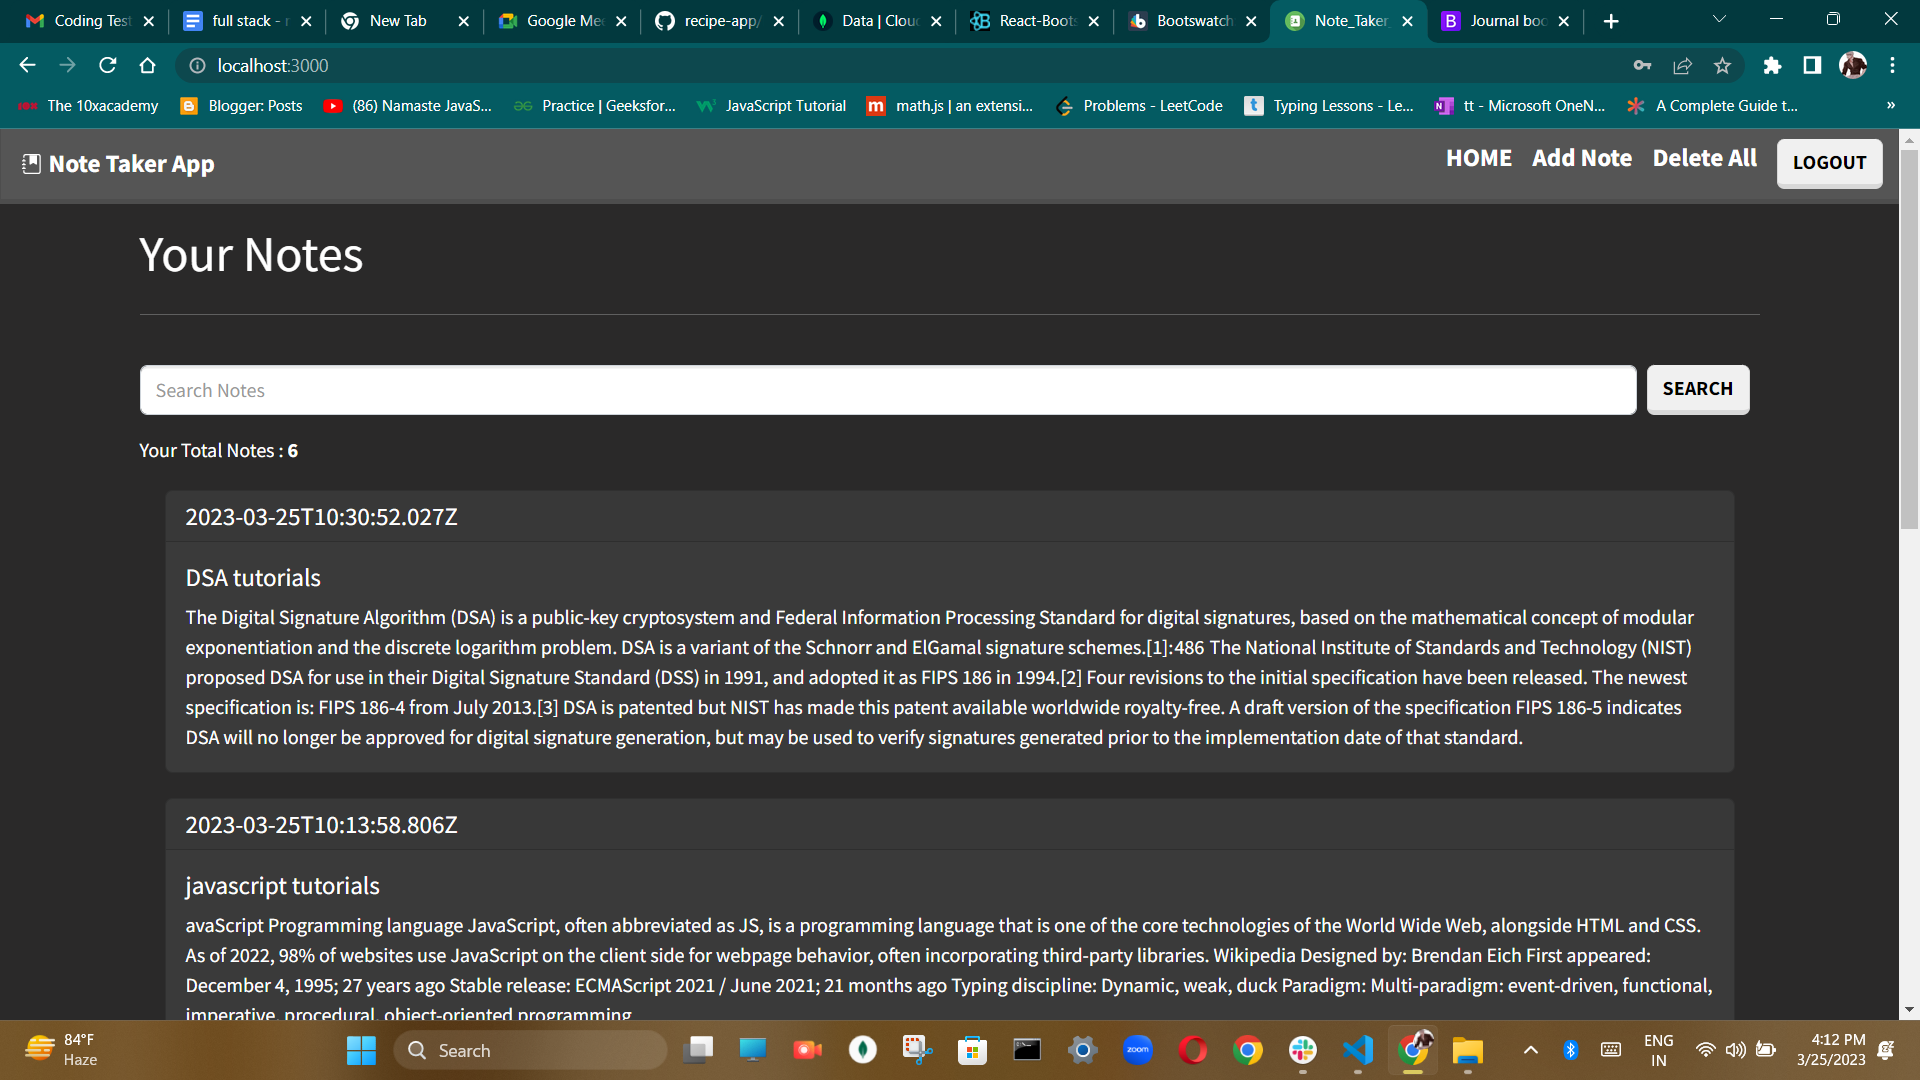 Coding Test
full stack - r
New Tab
Google Mee
recipe-app/
Data | Clou
React-Boots
Bootswatch
Note_Taker
Journal boo
localhost:3000
The 10xacademy
Blogger: Posts
(86) Namaste JavaS...
Practice | Geeksfor...
JavaScript Tutorial
math.js | an extensi...
Problems - LeetCode
Typing Lessons - Le...
tt - Microsoft OneN...
A Complete Guide t...
»
Note Taker App
HOME
Add Note
Delete All
LOGOUT
Your Notes
Search Notes
SEARCH
Your Total Notes : 6
2023-03-25T10:30:52.027Z
DSA tutorials
The Digital Signature Algorithm (DSA) is a public-key cryptosystem and Federal Information Processing Standard for digital signatures, based on the mathematical concept of modular
exponentiation and the discrete logarithm problem. DSA is a variant of the Schnorr and ElGamal signature schemes.[1]:486 The National Institute of Standards and Technology (NIST)
proposed DSA for use in their Digital Signature Standard (DSS) in 1991, and adopted it as FIPS 186 in 1994.[2] Four revisions to the initial specification have been released. The newest
specification is: FIPS 186-4 from July 2013.[3] DSA is patented but NIST has made this patent available worldwide royalty-free. A draft version of the specification FIPS 186-5 indicates
DSA will no longer be approved for digital signature generation, but may be used to verify signatures generated prior to the implementation date of that standard.
2023-03-25T10:13:58.806Z
javascript tutorials
avaScript Programming language JavaScript, often abbreviated as JS, is a programming language that is one of the core technologies of the World Wide Web, alongside HTML and CSS.
As of 2022, 98% of websites use JavaScript on the client side for webpage behavior, often incorporating third-party libraries. Wikipedia Designed by: Brendan Eich First appeared:
December 4, 1995; 27 years ago Stable release: ECMAScript 2021 / June 2021; 21 months ago Typing discipline: Dynamic, weak, duck Paradigm: Multi-paradigm: event-driven, functional,
imperative, procedural, object-oriented programming
84°F
Haze
Search
zoom
ENG
IN
4:12 PM
3/25/2023